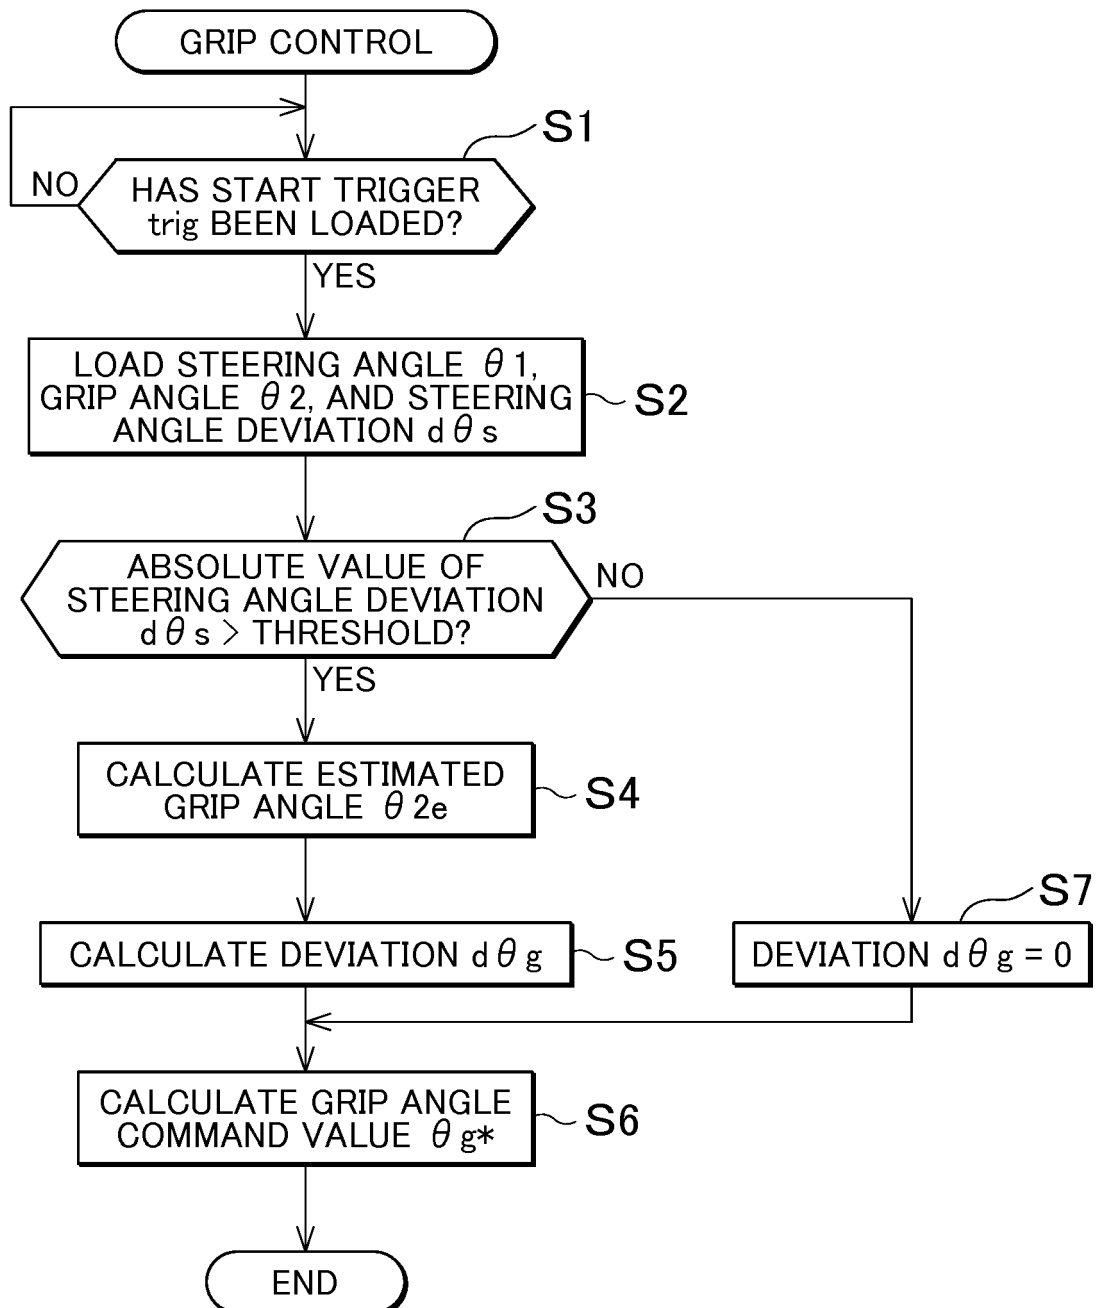 GRIP CONTROL
S1
HAS START TRIGGER
trig BEEN LOADED?
NO
YES
LOAD STEERING ANGLE θ1,
GRIP ANGLE θ2, AND STEERING
ANGLE DEVIATION dθs
S2
S3
ABSOLUTE VALUE OF
STEERING ANGLE DEVIATION
dθs > THRESHOLD?
NO
YES
CALCULATE ESTIMATED
GRIP ANGLE θ2e
S4
CALCULATE DEVIATION dθg
S5
S7
DEVIATION dθg = 0
CALCULATE GRIP ANGLE
COMMAND VALUE θg*
S6
END